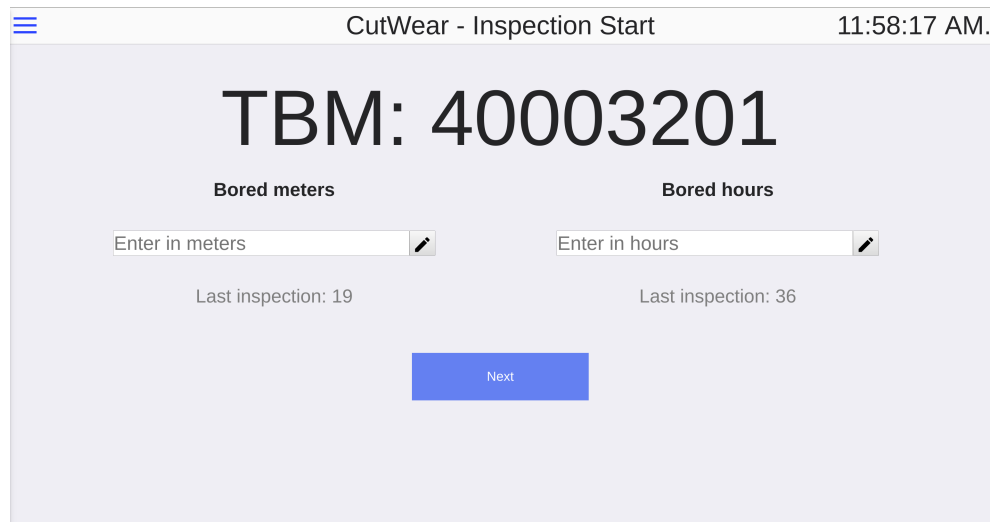 CutWear - Inspection Start
11:58:17 AM.
TBM: 40003201
Bored meters
Bored hours
Enter in meters
Enter in hours
Last inspection: 19
Last inspection: 36
Next